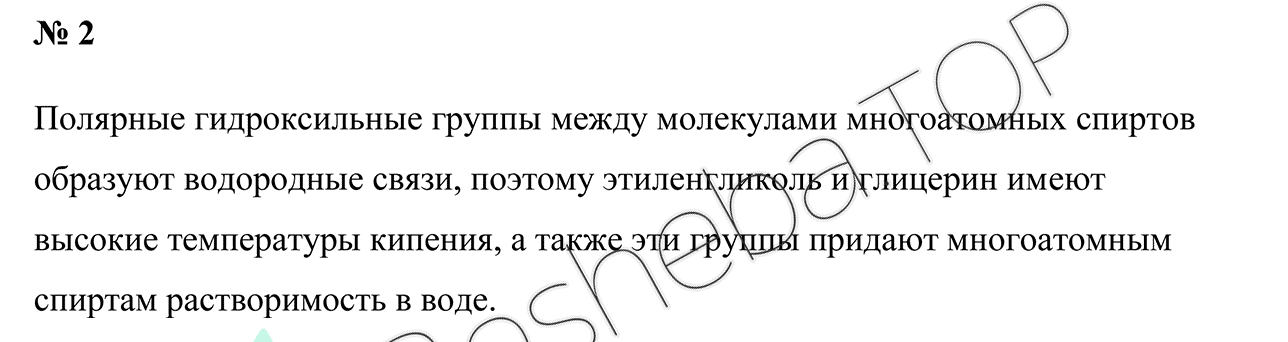 № 2
Полярные гидроксильные группы между молекулами многоатомных спиртов
образуют водородные связи, поэтому этиленгликоль и глицерин имеют
высокие температуры кипения, а также эти группы придают многоатомным
спиртам растворимость в воде.